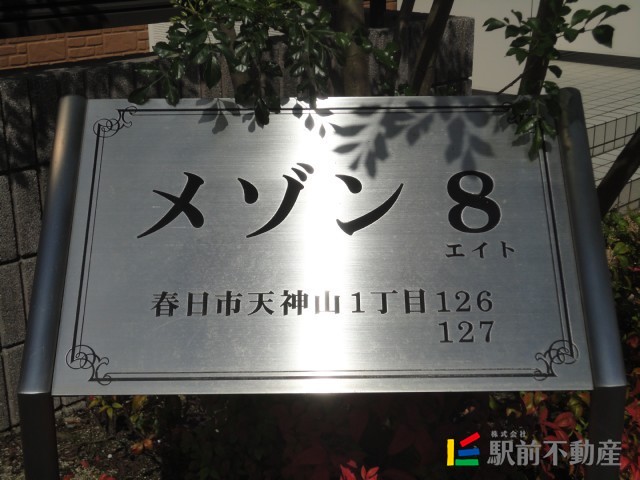 メゾン 8
エイト
春日市天神山1丁目126
127
株式会社
駅前不動産